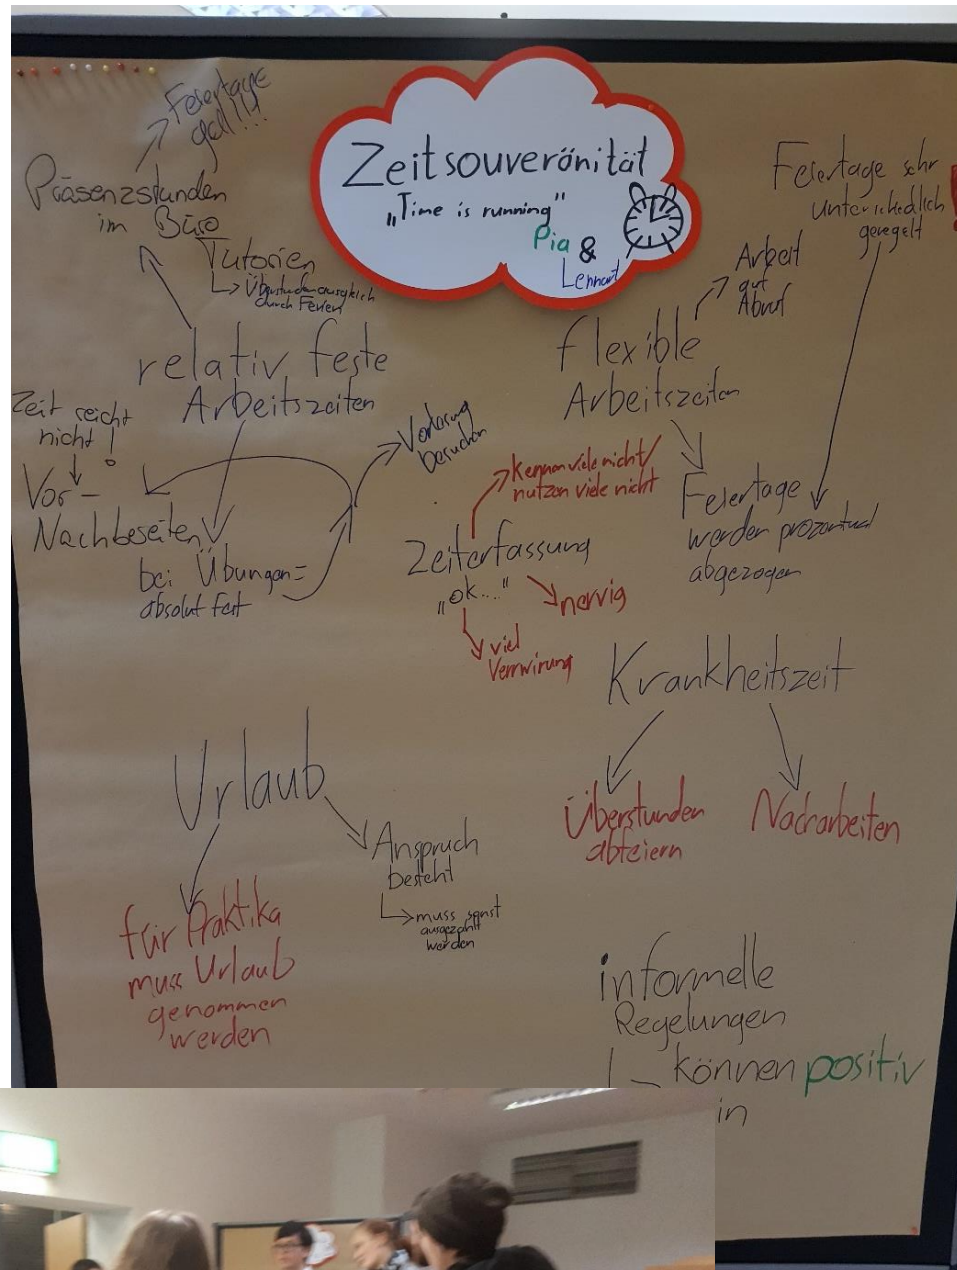 Zeitsouveränität
„Time is running"
Pia &
Lennart
Feiertage
geil!!!
Präsenzstunden
im Büro
Tutorien
Überstundenausgleich
durch Ferien
relativ feste
Arbeitszeiten
Zeit reicht
nicht!
Vor-
Nachbereiten
bei Übungen=
absolut fest
Vorlesung
besuchen
Feiertage sehr
unterschiedlich
geregelt
!
Arbeit
auf
Abruf
flexible
Arbeitszeiten
Feiertage
werden prozentual
abgezogen
Kennen viele nicht/
nutzen viele nicht
Zeiterfassung
„ok..."
nervig
viel
Verwirrung
Krankheitszeit
Überstunden
abfeiern
Nacharbeiten
Urlaub
Anspruch
besteht
muss sonst
ausgezahlt
werden
für Praktika
muss Urlaub
genommen
werden
informelle
Regelungen
können positiv
in